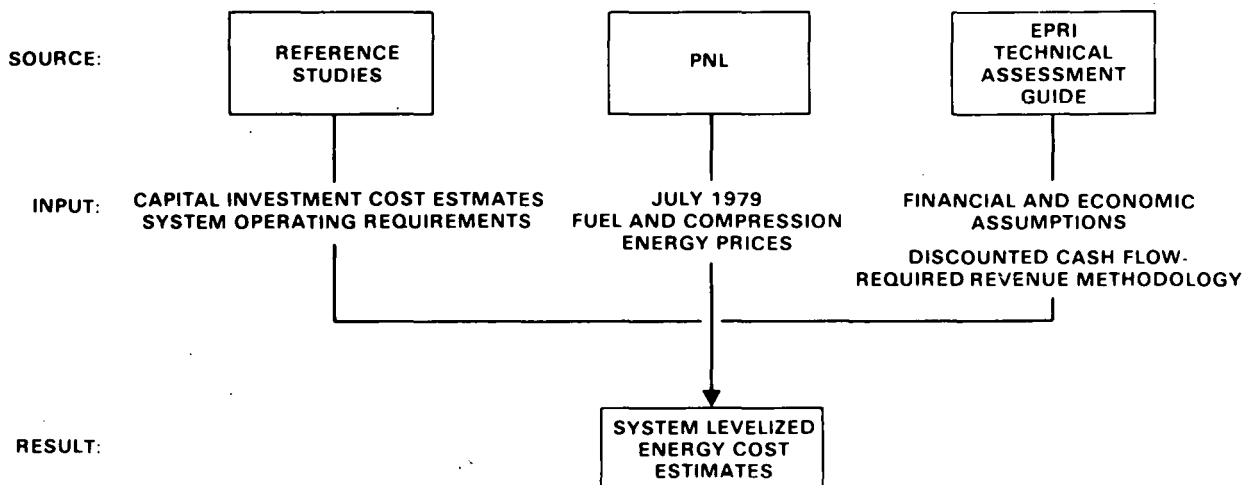 SOURCE:
REFERENCE
STUDIES
PNL
EPRI
TECHNICAL
ASSESSMENT
GUIDE
INPUT:
CAPITAL INVESTMENT COST ESTMATES
SYSTEM OPERATING REQUIREMENTS
JULY 1979
FUEL AND COMPRESSION
ENERGY PRICES
FINANCIAL AND ECONOMIC
ASSUMPTIONS
DISCOUNTED CASH FLOW-
REQUIRED REVENUE METHODOLOGY
RESULT:
SYSTEM LEVELIZED
ENERGY COST
ESTIMATES